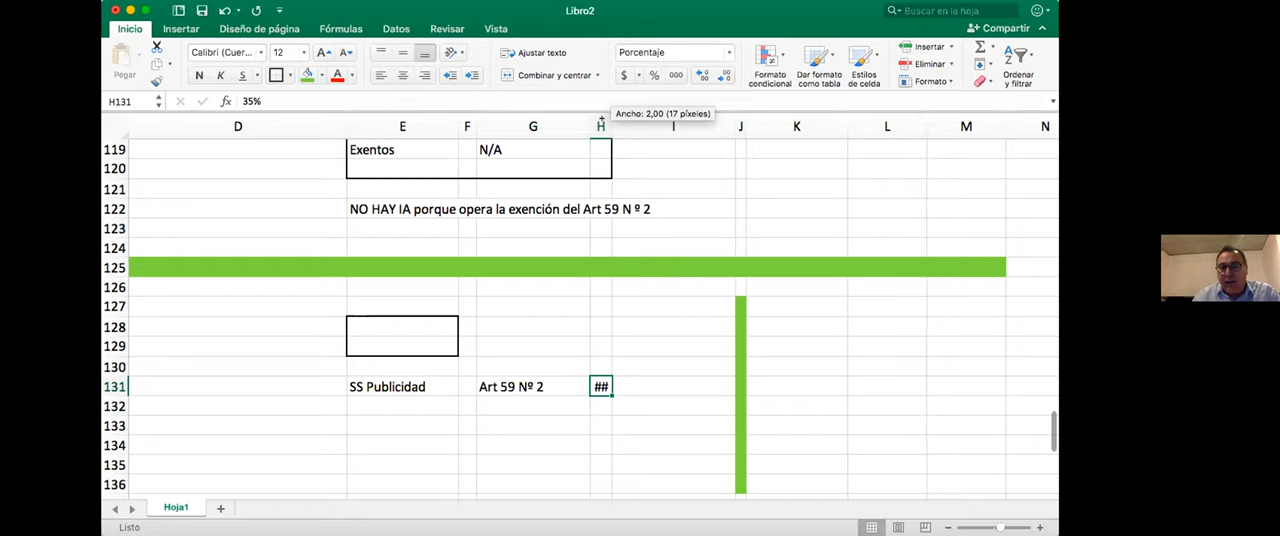 Libro2
Buscar en la hoja
Inicio Insertar Diseño de página Fórmulas Datos Revisar Vista
Compartir
Pegar
Calibri (Cuer... 12
Ajustar texto
Porcentaje
Formato condicional
Dar formato como tabla
Estilos de celda
Insertar
Eliminar
Formato
Ordenar y filtrar
N K S
Combinar y centrar
$ % 000
H131 fx 35%
Ancho: 2,00 (17 píxeles)
D E F G H I J K L M N
119 Exentos N/A
120
121
122 NO HAY IA porque opera la exención del Art 59 N º 2
123
124
125
126
127
128
129
130
131 SS Publicidad Art 59 Nº 2 ##
132
133
134
135
136
Hoja1
Listo